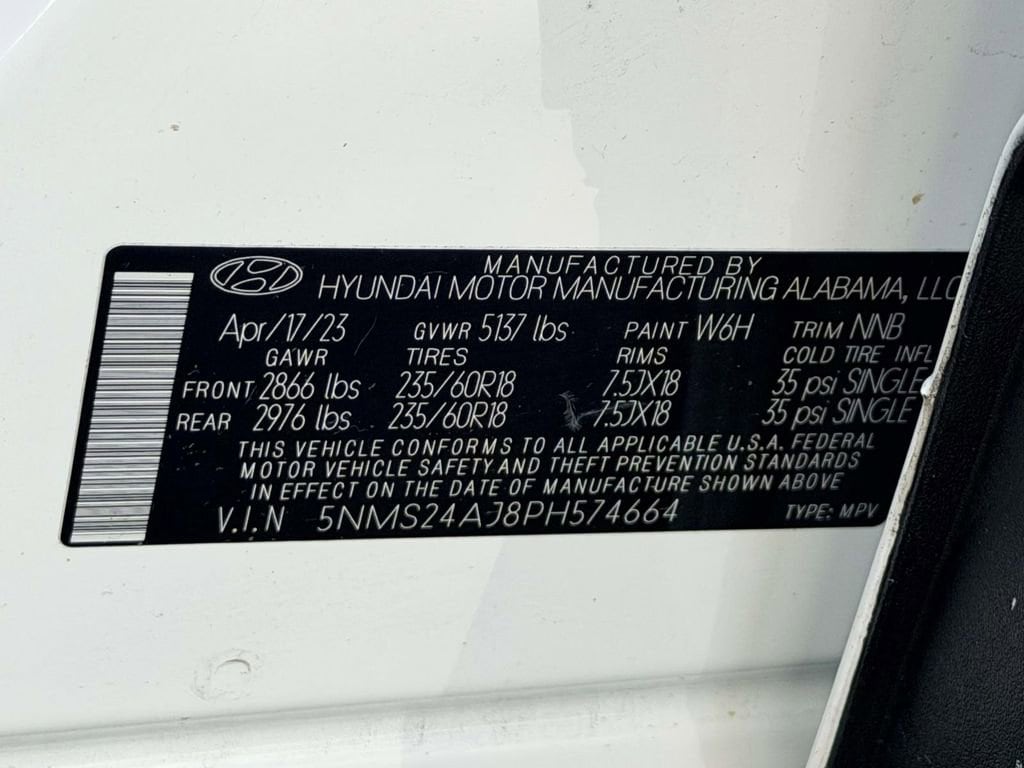 MANUFACTURED BY
HYUNDAI MOTOR MANUFACTURING ALABAMA, LLC
Apr/17/23 GVWR 5137 lbs PAINT W6H TRIM NNB
GAWR TIRES RIMS COLD TIRE INFL
FRONT 2866 lbs 235/60R18 7.5JX18 35 psi SINGLE
REAR 2976 lbs 235/60R18 7.5JX18 35 psi SINGLE
THIS VEHICLE CONFORMS TO ALL APPLICABLE U.S.A. FEDERAL
MOTOR VEHICLE SAFETY AND THEFT PREVENTION STANDARDS
IN EFFECT ON THE DATE OF MANUFACTURE SHOWN ABOVE
V.I.N 5NMS24AJ8PH574664 TYPE: MPV